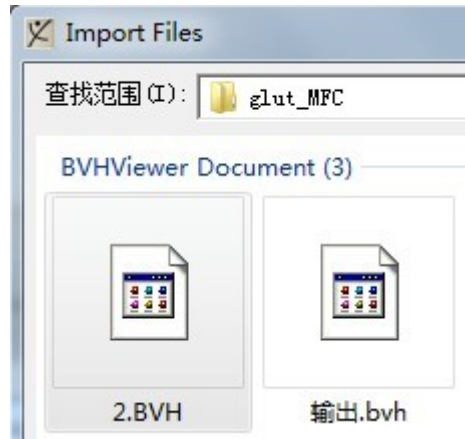 Import Files
查找范围(I): glut_MFC
BVHViewer Document (3)
2.BVH 输出.bvh